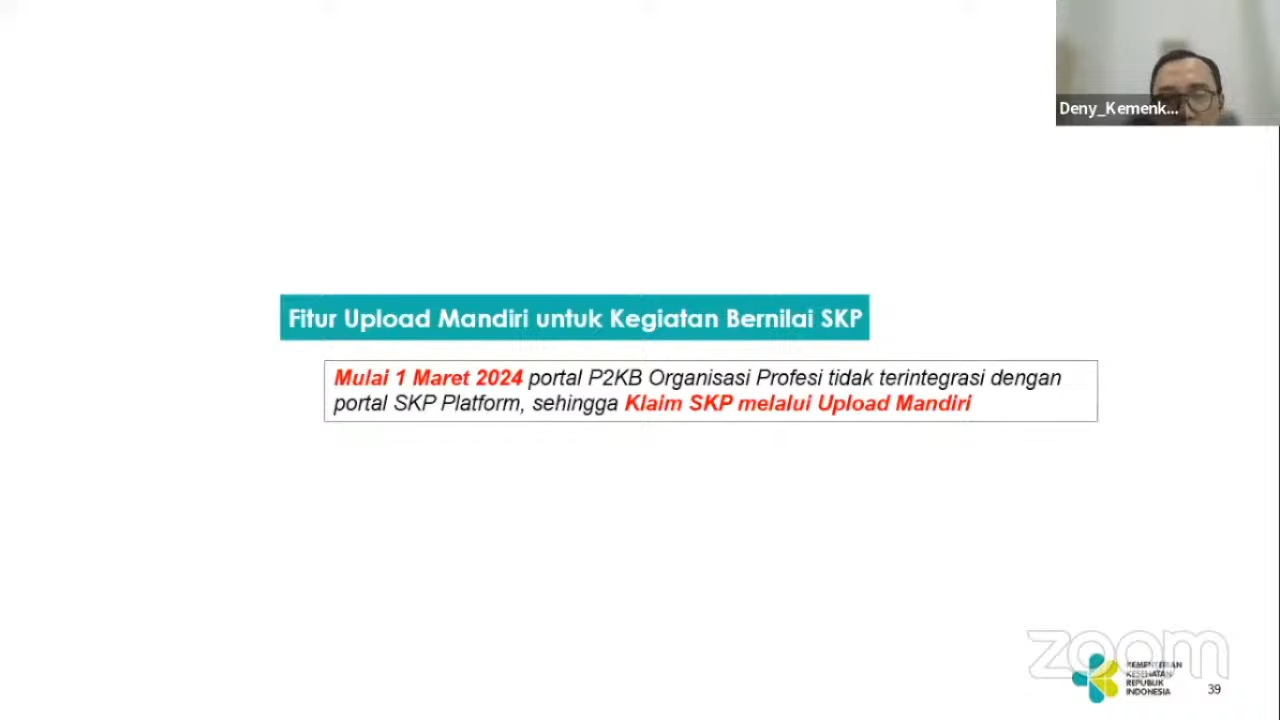 Deny_Kemenk...
Fitur Upload Mandiri untuk Kegiatan Bernilai SKP
Mulai 1 Maret 2024 portal P2KB Organisasi Profesi tidak terintegrasi dengan
portal SKP Platform, sehingga Klaim SKP melalui Upload Mandiri
zoom
KEMENTERIAN
KESEHATAN
REPUBLIK
INDONESIA
39